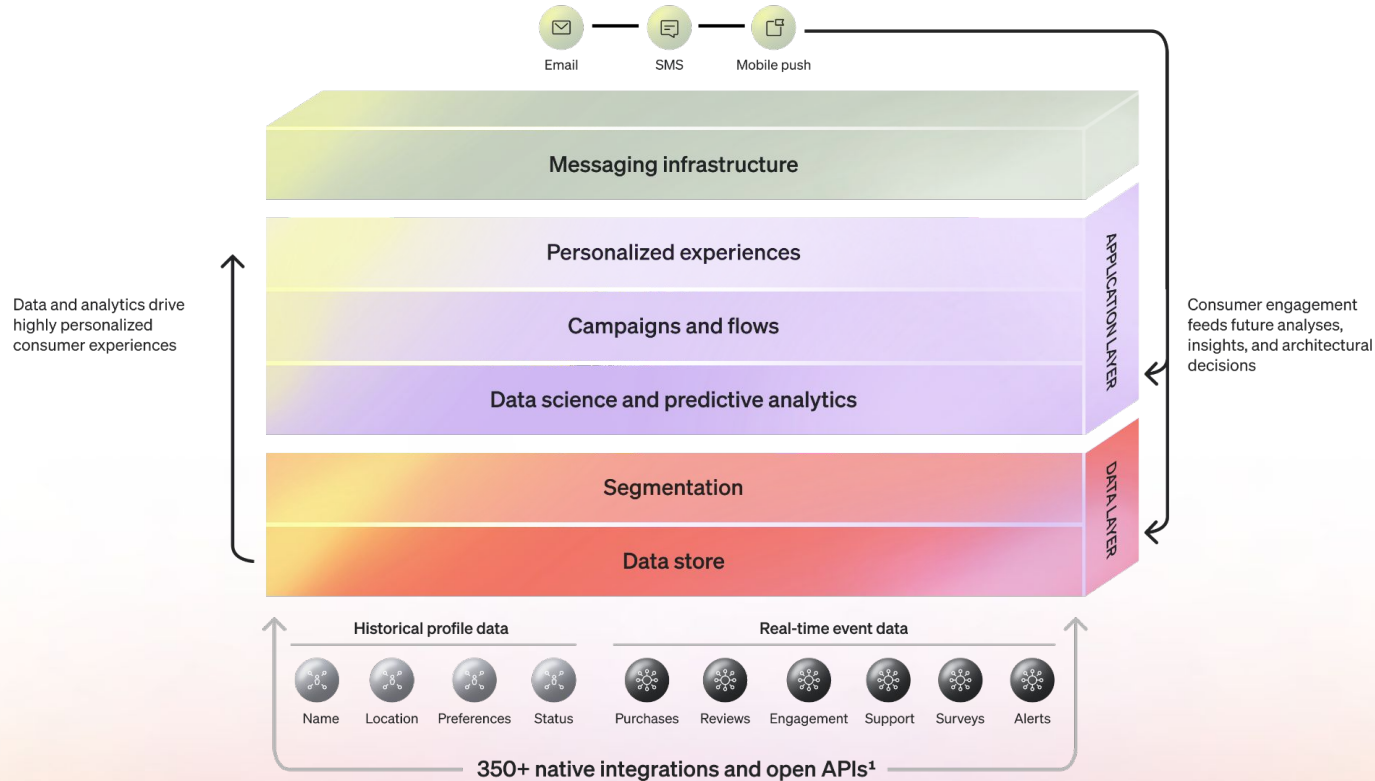 Email
SMS
Mobile push
Messaging infrastructure
Personalized experiences
Campaigns and flows
Data science and predictive analytics
APPLICATION LAYER
Segmentation
Data store
DATA LAYER
Data and analytics drive
highly personalized
consumer experiences
Consumer engagement
feeds future analyses,
insights, and architectural
decisions
Historical profile data
Name
Location
Preferences
Status
Real-time event data
Purchases
Reviews
Engagement
Support
Surveys
Alerts
350+ native integrations and open APIs¹